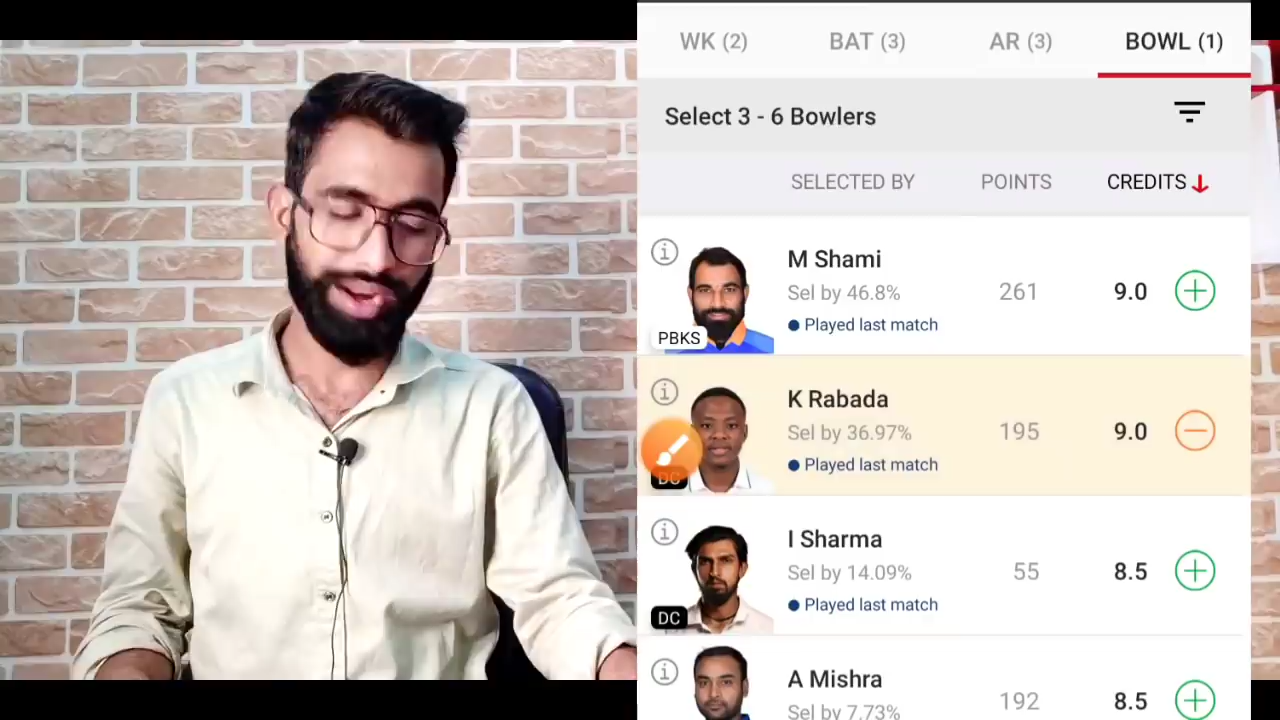 WK (2) BAT (3) AR (3) BOWL (1)
Select 3 - 6 Bowlers
SELECTED BY POINTS CREDITS
M Shami
Sel by 46.8% 261 9.0
Played last match
PBKS
K Rabada
Sel by 36.97% 195 9.0
Played last match
DC
I Sharma
Sel by 14.09% 55 8.5
Played last match
DC
A Mishra
Sel by 7.73% 192 8.5